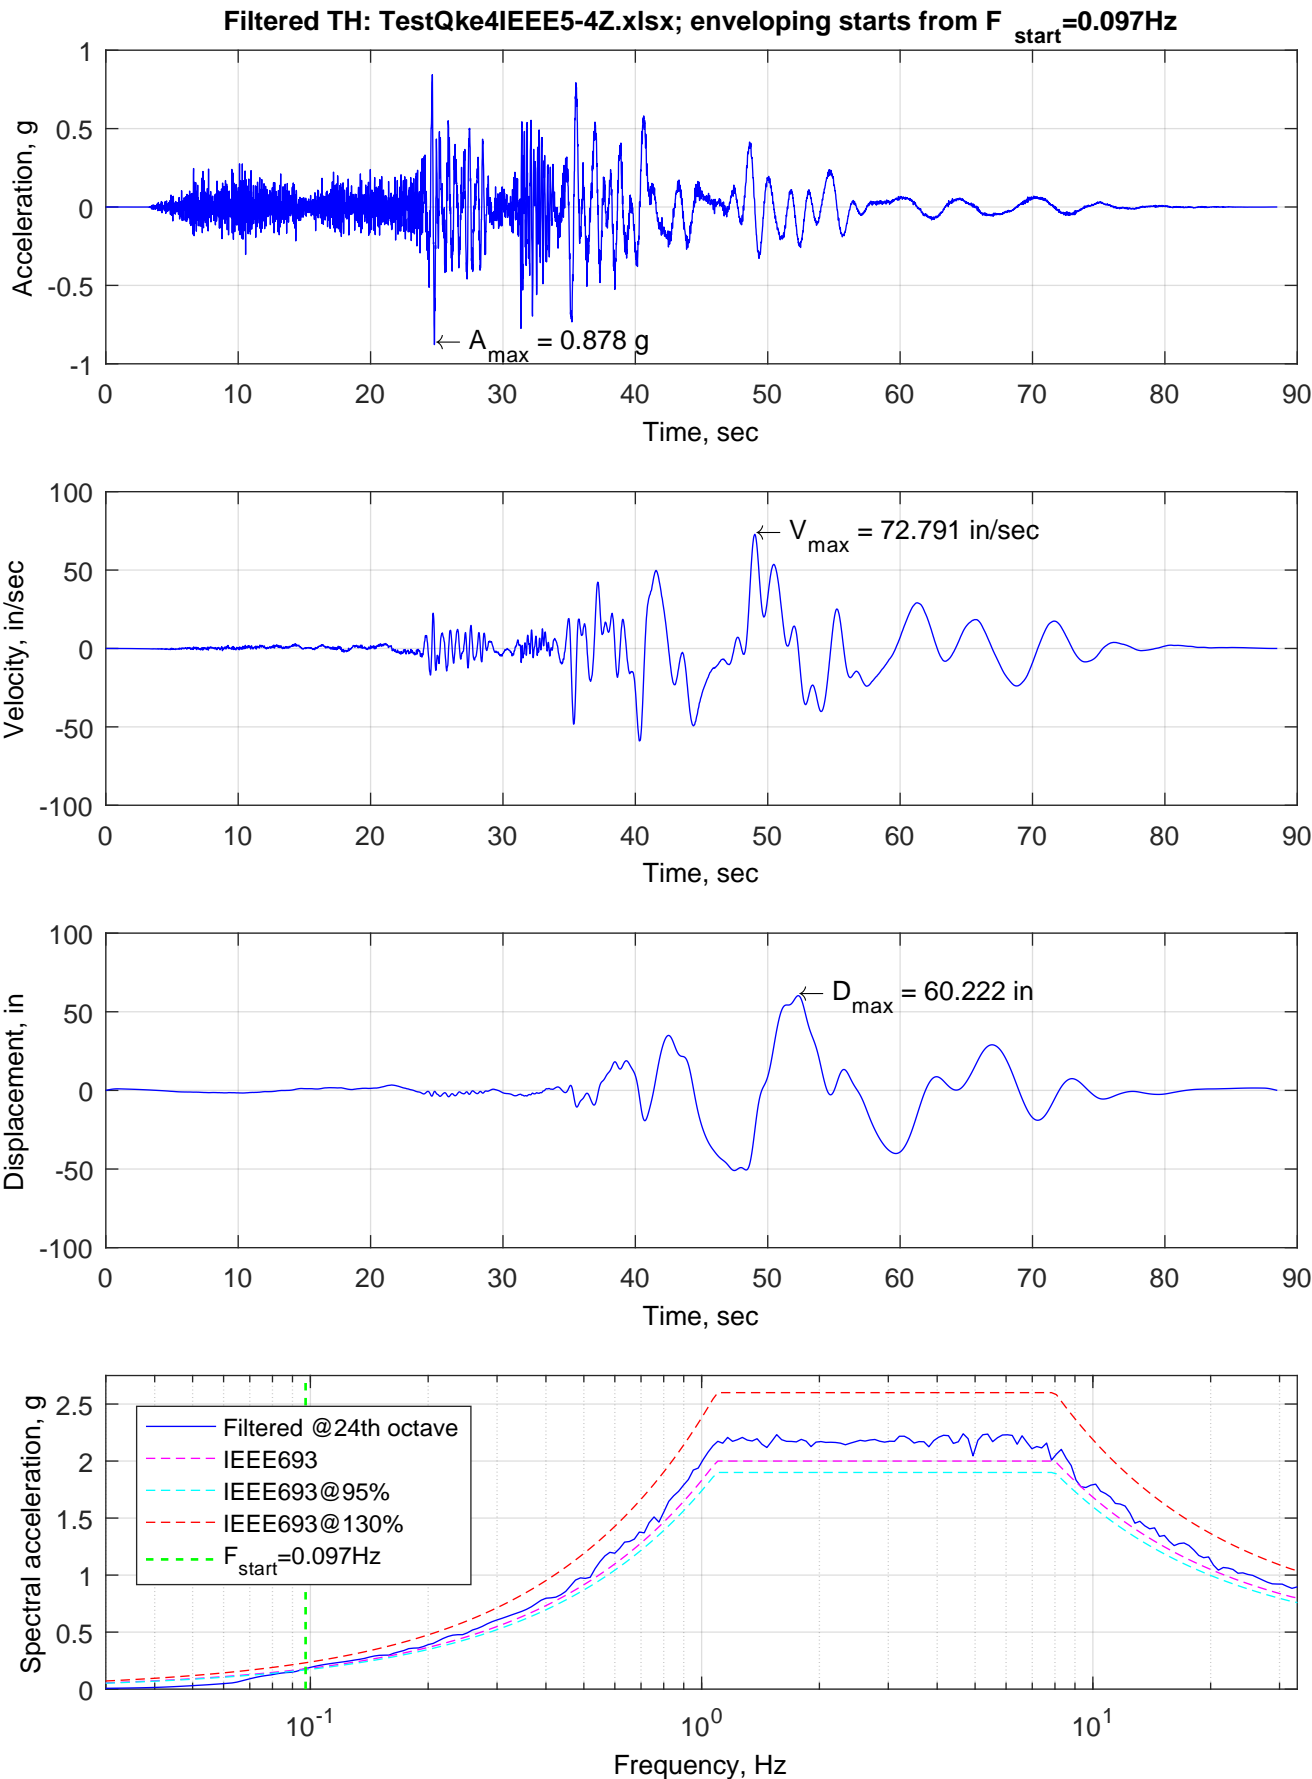 Filtered TH: TestQke4IEEE5-4Z.xlsx; enveloping starts from F start=0.097Hz
1
0.5
0
-0.5
-1
Acceleration, g
← Amax = 0.878 g
0 10 20 30 40 50 60 70 80 90
Time, sec
100
50
0
-50
-100
Velocity, in/sec
← Vmax = 72.791 in/sec
0 10 20 30 40 50 60 70 80 90
Time, sec
100
50
0
-50
-100
Displacement, in
← Dmax = 60.222 in
0 10 20 30 40 50 60 70 80 90
Time, sec
2.5
2
1.5
1
0.5
0
Spectral acceleration, g
Filtered @24th octave
IEEE693
IEEE693@95%
IEEE693@130%
Fstart=0.097Hz
10-1 100 101
Frequency, Hz